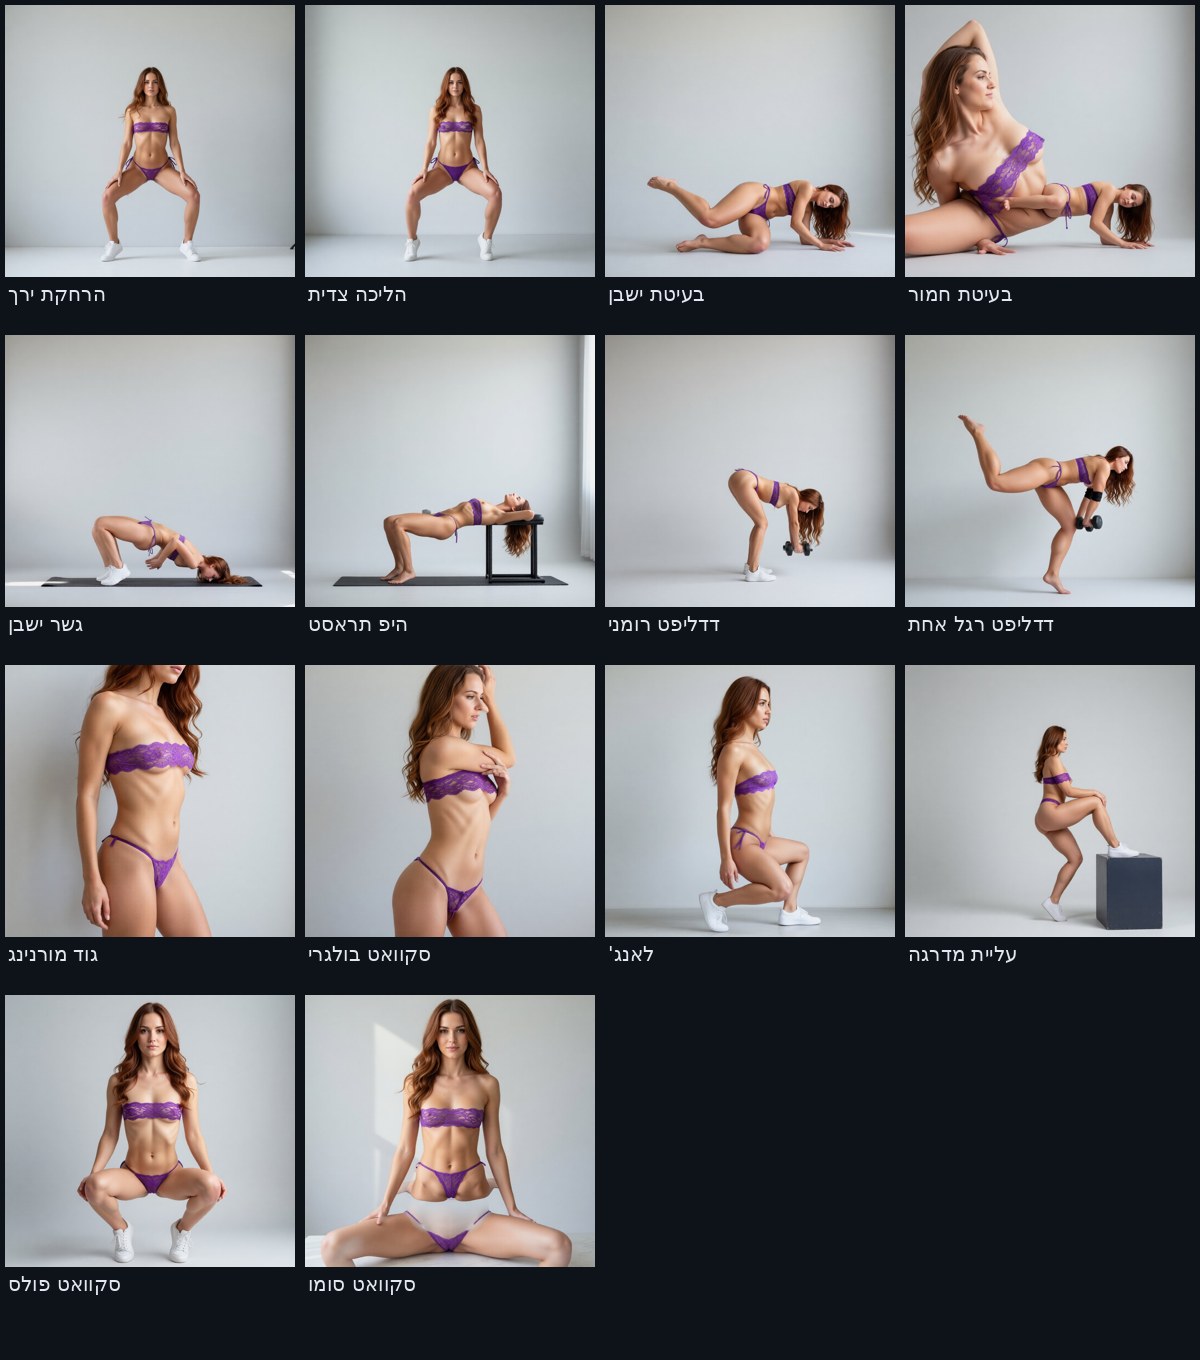 הרחקת ירך
הליכה צדית
בעיטת ישבן
בעיטת חמור
גשר ישבן
היפ תראסט
דדליפט רומני
דדליפט רגל אחת
גוד מורנינג
סקוואט בולגרי
לאנג'
עליית מדרגה
סקוואט פולס
סקוואט סומו